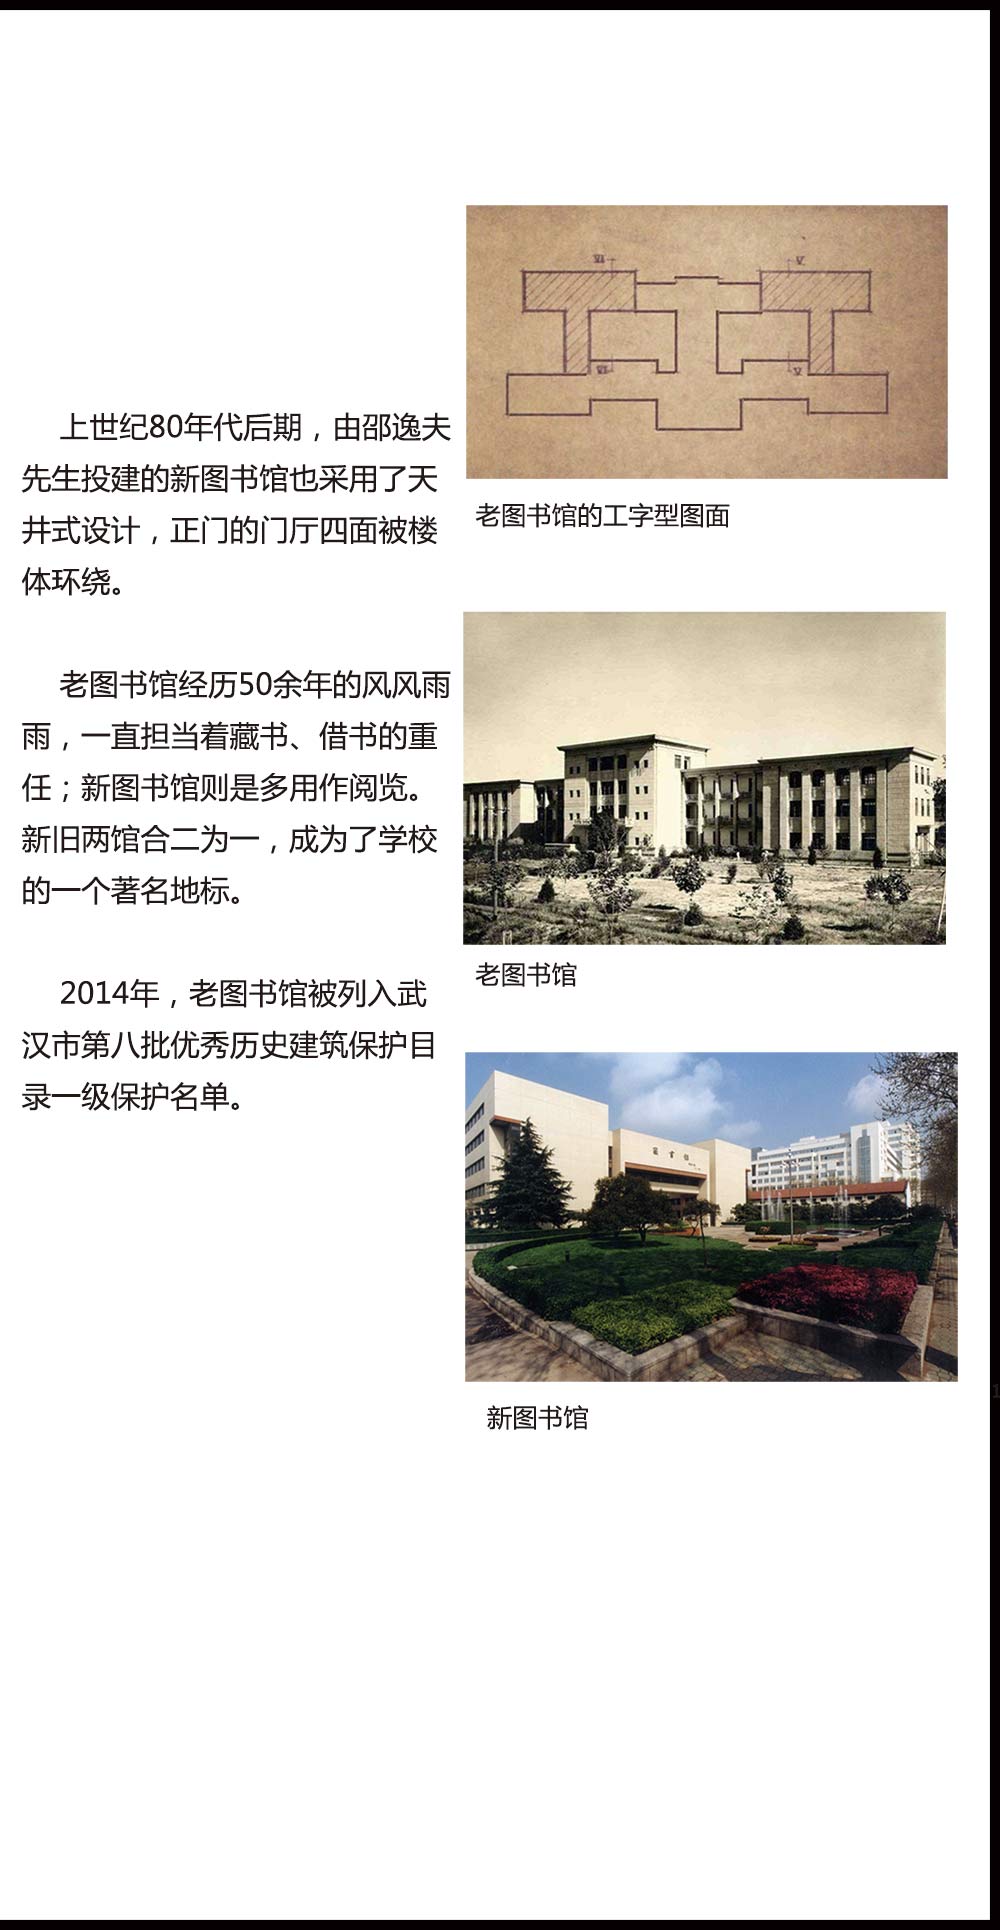 上世纪80年代后期，由邵逸夫
先生投建的新图书馆也采用了天
井式设计，正门的门厅四面被楼
体环绕。
老图书馆经历50余年的风风雨
雨，一直担当着藏书、借书的重
任；新图书馆则是多用作阅览。
新旧两馆合二为一，成为了学校
的一个著名地标。
2014年，老图书馆被列入武
汉市第八批优秀历史建筑保护目
录一级保护名单。
VI
V
VI
V
老图书馆的工字型图面
老图书馆
新图书馆